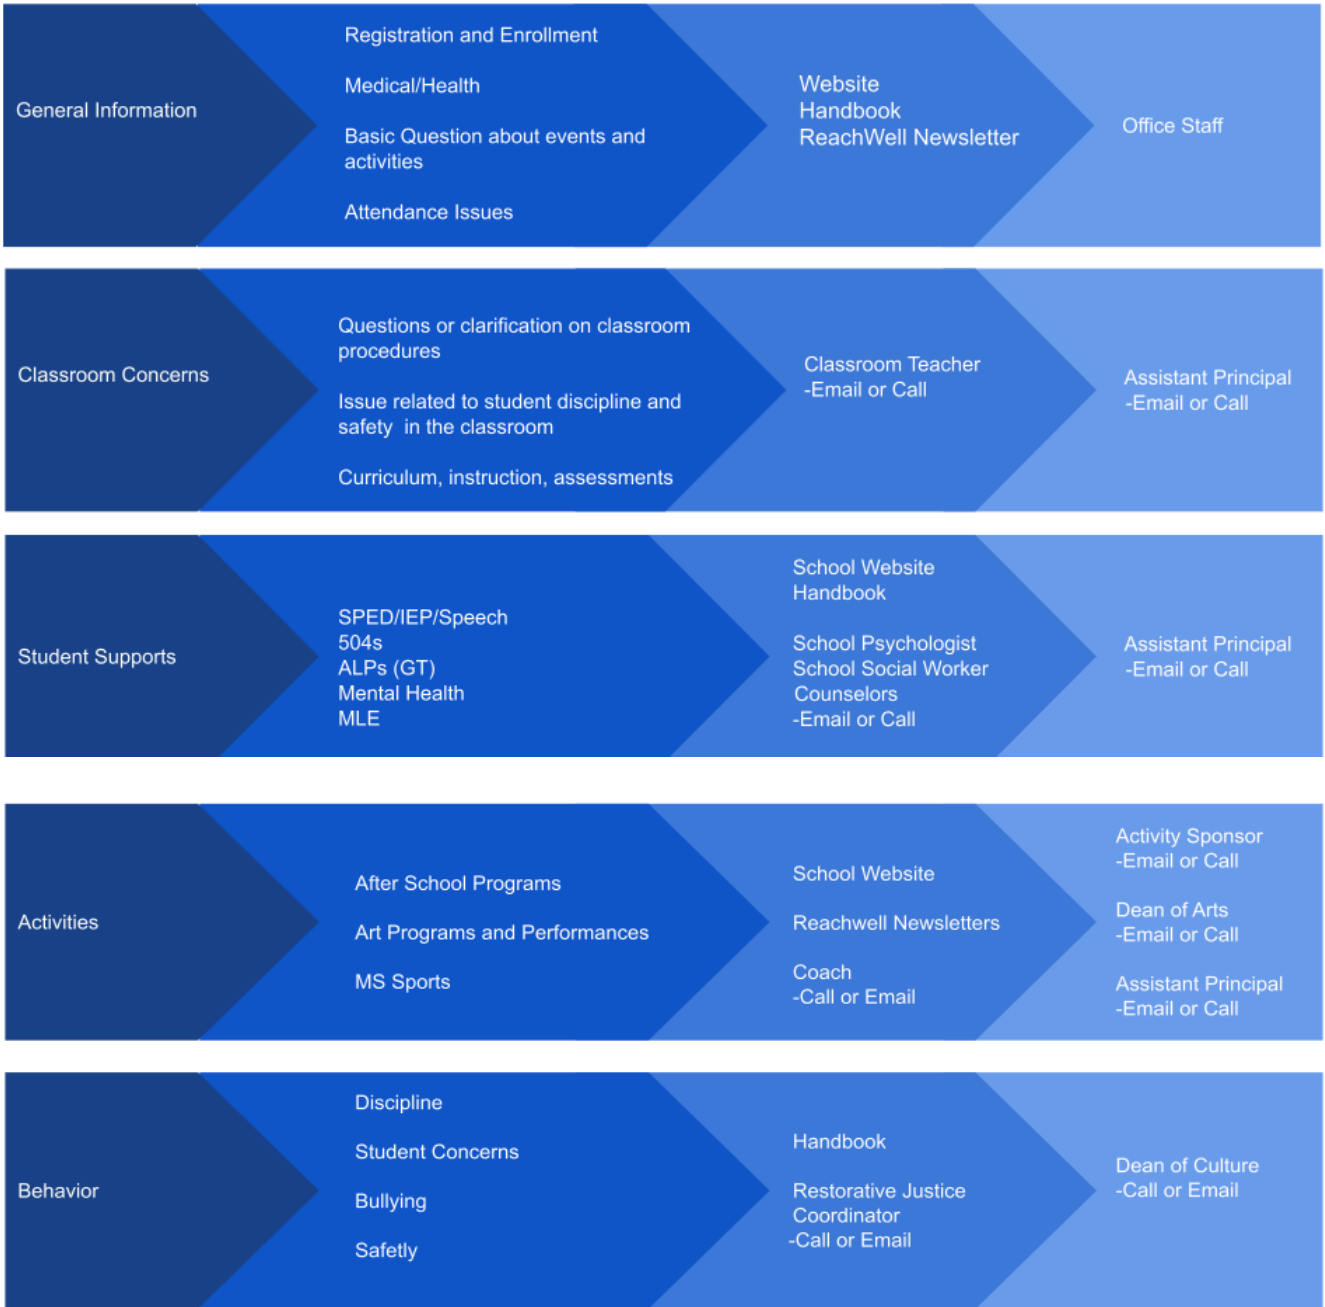 General Information
Registration and Enrollment
Medical/Health
Basic Question about events and
activities
Attendance Issues
Website
Handbook
ReachWell Newsletter
Office Staff
Classroom Concerns
Questions or clarification on classroom
procedures
Issue related to student discipline and
safety in the classroom
Curriculum, instruction, assessments
Classroom Teacher
-Email or Call
Assistant Principal
-Email or Call
Student Supports
SPED/IEP/Speech
504s
ALPs (GT)
Mental Health
MLE
School Website
Handbook
School Psychologist
School Social Worker
Counselors
-Email or Call
Assistant Principal
-Email or Call
Activities
After School Programs
Art Programs and Performances
MS Sports
School Website
Reachwell Newsletters
Coach
-Call or Email
Activity Sponsor
-Email or Call
Dean of Arts
-Email or Call
Assistant Principal
-Email or Call
Behavior
Discipline
Student Concerns
Bullying
Safetly
Handbook
Restorative Justice
Coordinator
-Call or Email
Dean of Culture
-Call or Email